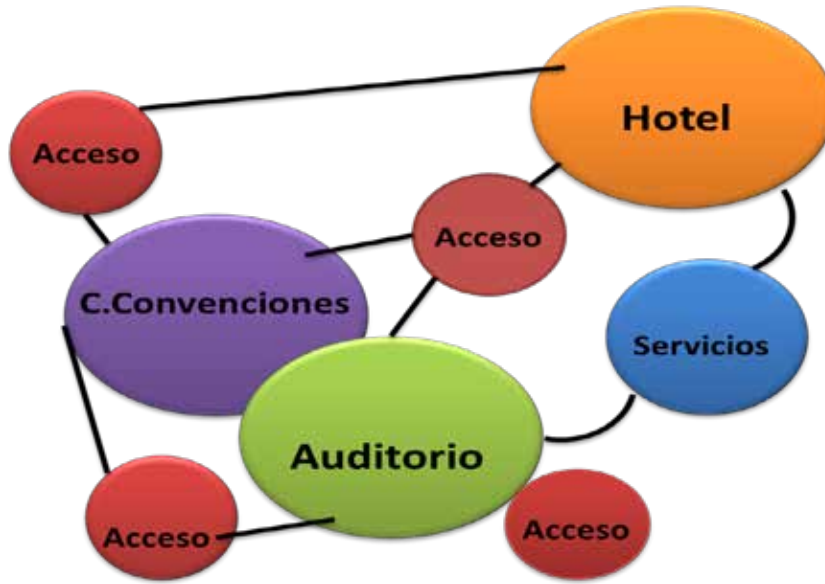 Hotel
Acceso
Acceso
C.Convenciones
Servicios
Auditorio
Acceso
Acceso